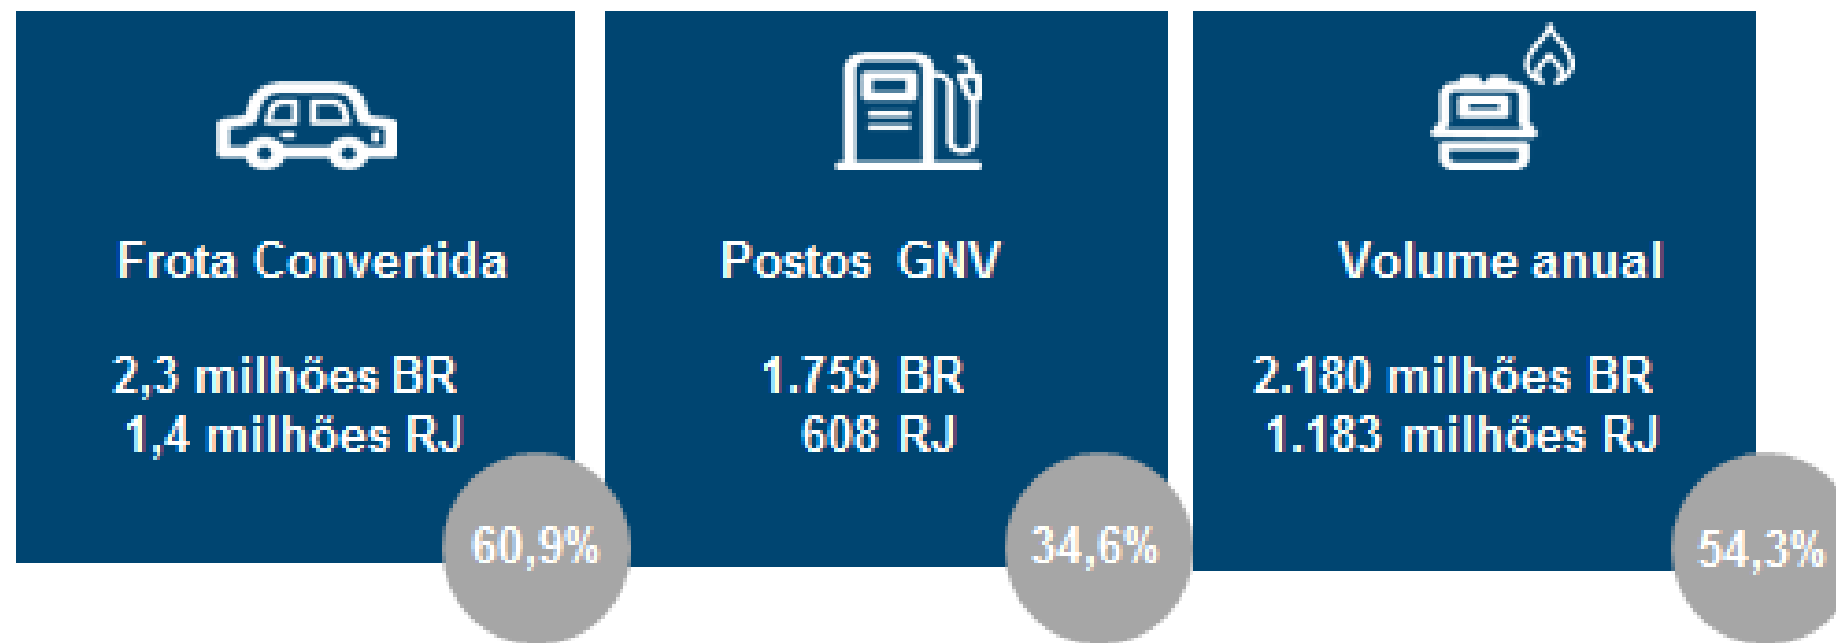 Frota Convertida
2,3 milhões BR
1,4 milhões RJ
60,9%
Postos GNV
1.759 BR
608 RJ
34,6%
Volume anual
2.180 milhões BR
1.183 milhões RJ
54,3%